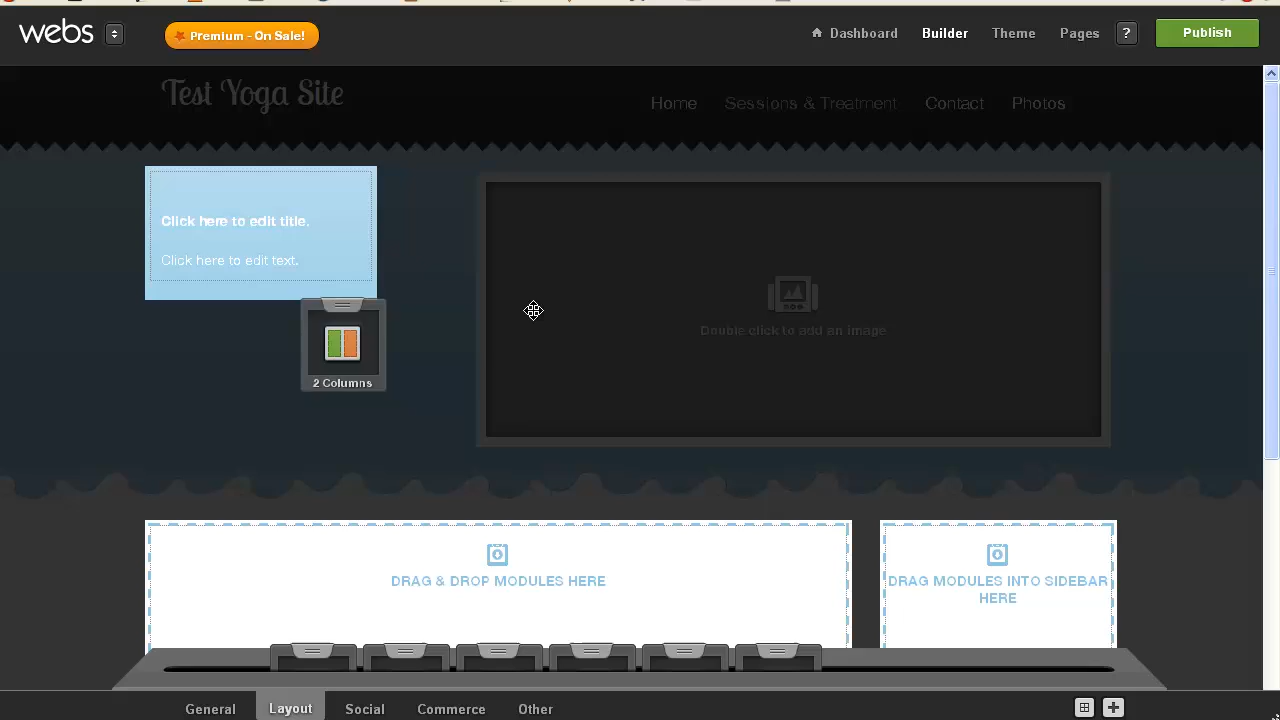 webs
Premium - On Sale!
Dashboard
Builder
Theme
Pages
?
Publish
Test Yoga Site
Home
Sessions & Treatment
Contact
Photos
Click here to edit title.
Click here to edit text.
2 Columns
Double click to add an image
DRAG & DROP MODULES HERE
DRAG MODULES INTO SIDEBAR
HERE
General
Layout
Social
Commerce
Other